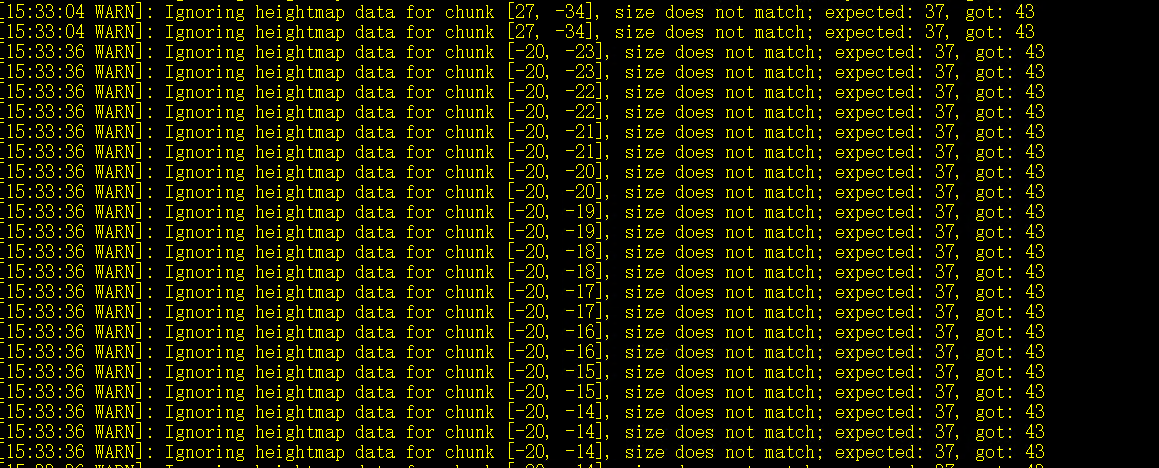 [15:33:04 WARN]: Ignoring heightmap data for chunk [27, -34], size does not match; expected: 37, got: 43
[15:33:04 WARN]: Ignoring heightmap data for chunk [27, -34], size does not match; expected: 37, got: 43
[15:33:36 WARN]: Ignoring heightmap data for chunk [-20, -23], size does not match; expected: 37, got: 43
[15:33:36 WARN]: Ignoring heightmap data for chunk [-20, -23], size does not match; expected: 37, got: 43
[15:33:36 WARN]: Ignoring heightmap data for chunk [-20, -22], size does not match; expected: 37, got: 43
[15:33:36 WARN]: Ignoring heightmap data for chunk [-20, -22], size does not match; expected: 37, got: 43
[15:33:36 WARN]: Ignoring heightmap data for chunk [-20, -21], size does not match; expected: 37, got: 43
[15:33:36 WARN]: Ignoring heightmap data for chunk [-20, -21], size does not match; expected: 37, got: 43
[15:33:36 WARN]: Ignoring heightmap data for chunk [-20, -20], size does not match; expected: 37, got: 43
[15:33:36 WARN]: Ignoring heightmap data for chunk [-20, -20], size does not match; expected: 37, got: 43
[15:33:36 WARN]: Ignoring heightmap data for chunk [-20, -19], size does not match; expected: 37, got: 43
[15:33:36 WARN]: Ignoring heightmap data for chunk [-20, -19], size does not match; expected: 37, got: 43
[15:33:36 WARN]: Ignoring heightmap data for chunk [-20, -18], size does not match; expected: 37, got: 43
[15:33:36 WARN]: Ignoring heightmap data for chunk [-20, -18], size does not match; expected: 37, got: 43
[15:33:36 WARN]: Ignoring heightmap data for chunk [-20, -17], size does not match; expected: 37, got: 43
[15:33:36 WARN]: Ignoring heightmap data for chunk [-20, -17], size does not match; expected: 37, got: 43
[15:33:36 WARN]: Ignoring heightmap data for chunk [-20, -16], size does not match; expected: 37, got: 43
[15:33:36 WARN]: Ignoring heightmap data for chunk [-20, -16], size does not match; expected: 37, got: 43
[15:33:36 WARN]: Ignoring heightmap data for chunk [-20, -15], size does not match; expected: 37, got: 43
[15:33:36 WARN]: Ignoring heightmap data for chunk [-20, -15], size does not match; expected: 37, got: 43
[15:33:36 WARN]: Ignoring heightmap data for chunk [-20, -14], size does not match; expected: 37, got: 43
[15:33:36 WARN]: Ignoring heightmap data for chunk [-20, -14], size does not match; expected: 37, got: 43
[15:33:36 WARN]: Ignoring heightmap data for chunk [-20, -14], size does not match; expected: 37, got: 43